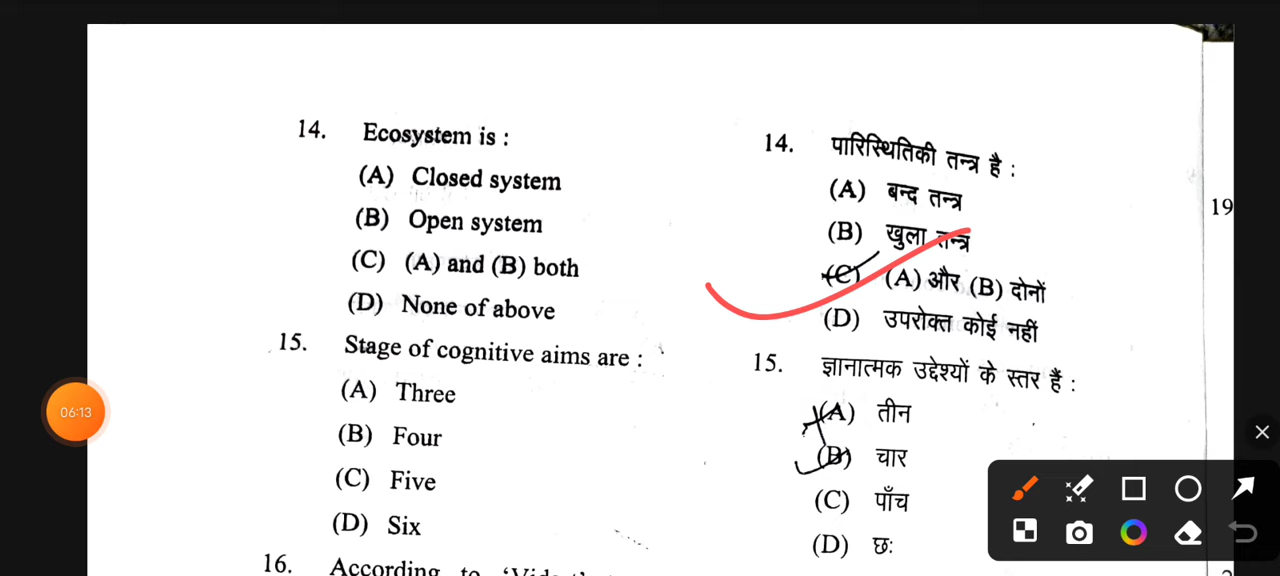 14. Ecosystem is :
(A) Closed system
(B) Open system
(C) (A) and (B) both
(D) None of above
15. Stage of cognitive aims are :
(A) Three
(B) Four
(C) Five
(D) Six
16. According to
14. पारिस्थितिकी तन्त्र है :
(A) बन्द तन्त्र
(B) खुला तन्त्र
(C) (A) और (B) दोनों
(D) उपरोक्त कोई नहीं
15. ज्ञानात्मक उद्देश्यों के स्तर हैं :
(A) तीन
(B) चार
(C) पाँच
(D) छः
19
06:13